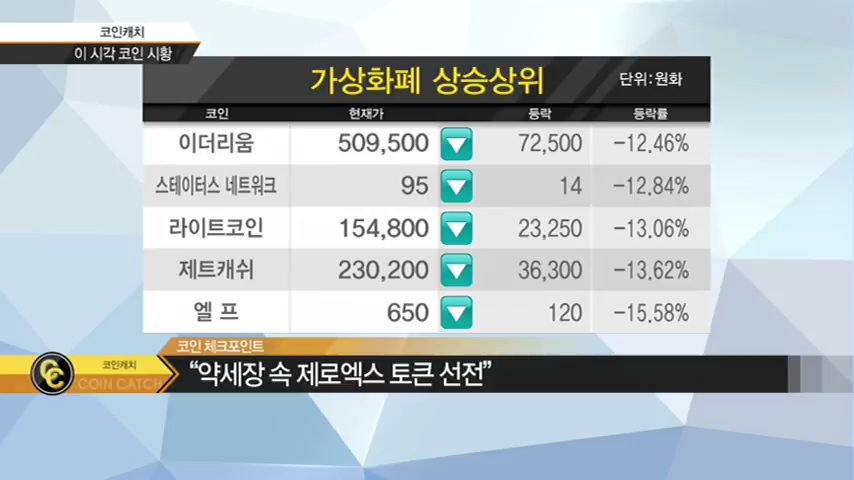 코인캐치
이 시각 코인 시황
가상화폐 상승상위 단위:원화
코인 현재가 등락 등락률
이더리움 509,500 72,500 -12.46%
스테이터스 네트워크 95 14 -12.84%
라이트코인 154,800 23,250 -13.06%
제트캐쉬 230,200 36,300 -13.62%
엘 프 650 120 -15.58%
코인 체크포인트
코인캐치
COIN CATCH
“약세장 속 제로엑스 토큰 선전”